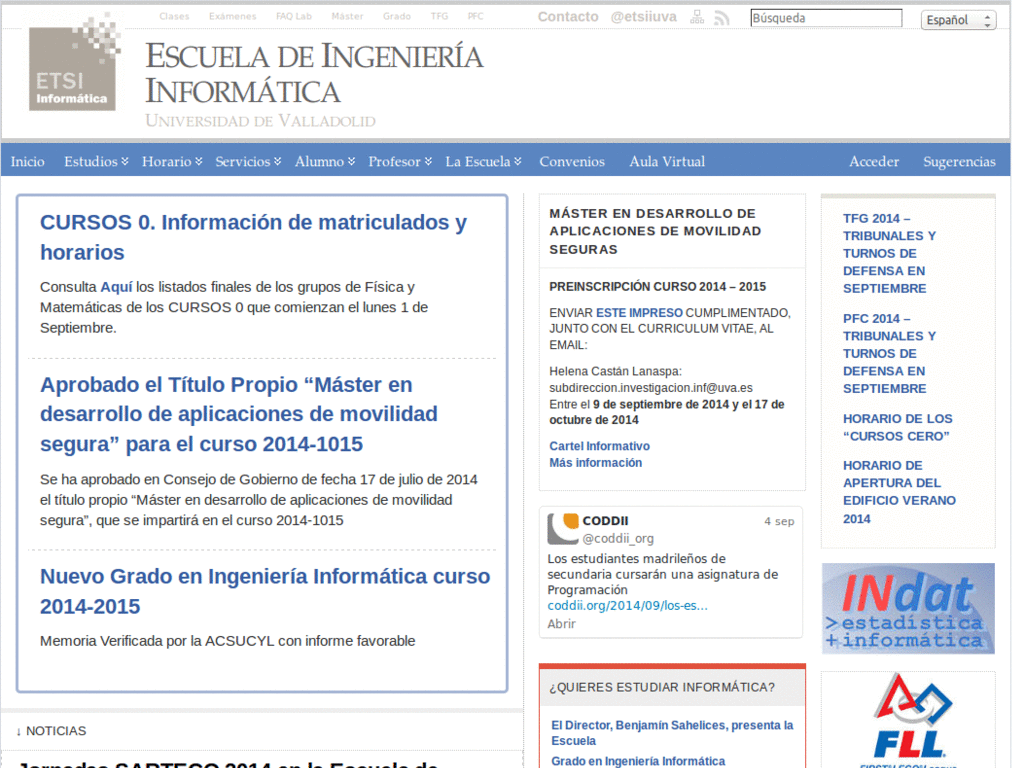 Clases Exámenes FAQ Lab Máster Grado TFG PFC
Contacto @etsiiuva
Búsqueda
Español
ETSI
Informática
Escuela de Ingeniería
Informática
Universidad de Valladolid
Inicio Estudios Horario Servicios Alumno Profesor La Escuela Convenios Aula Virtual Acceder Sugerencias
CURSOS 0. Información de matriculados y
horarios
Consulta Aquí los listados finales de los grupos de Física y
Matemáticas de los CURSOS 0 que comienzan el lunes 1 de
Septiembre.
Aprobado el Título Propio “Máster en
desarrollo de aplicaciones de movilidad
segura” para el curso 2014-1015
Se ha aprobado en Consejo de Gobierno de fecha 17 de julio de 2014
el título propio “Máster en desarrollo de aplicaciones de movilidad
segura”, que se impartirá en el curso 2014-1015
Nuevo Grado en Ingeniería Informática curso
2014-2015
Memoria Verificada por la ACSUCYL con informe favorable
↓ NOTICIAS
Jornadas SARTECO 2014 en la Escuela de
MÁSTER EN DESARROLLO DE
APLICACIONES DE MOVILIDAD
SEGURAS
PREINSCRIPCIÓN CURSO 2014 – 2015
ENVIAR ESTE IMPRESO CUMPLIMENTADO,
JUNTO CON EL CURRICULUM VITAE, AL
EMAIL:
Helena Castán Lanaspa:
subdireccion.investigacion.inf@uva.es
Entre el 9 de septiembre de 2014 y el 17 de
octubre de 2014
Cartel Informativo
Más información
CODDII 4 sep
@coddii_org
Los estudiantes madrileños de
secundaria cursarán una asignatura de
Programación
coddii.org/2014/09/los-es...
Abrir
¿QUIERES ESTUDIAR INFORMÁTICA?
El Director, Benjamín Sahelices, presenta la
Escuela
Grado en Ingeniería Informática
TFG 2014 –
TRIBUNALES Y
TURNOS DE
DEFENSA EN
SEPTIEMBRE
PFC 2014 –
TRIBUNALES Y
TURNOS DE
DEFENSA EN
SEPTIEMBRE
HORARIO DE LOS
“CURSOS CERO”
HORARIO DE
APERTURA DEL
EDIFICIO VERANO
2014
INdat
>estadística
+informática
FLL